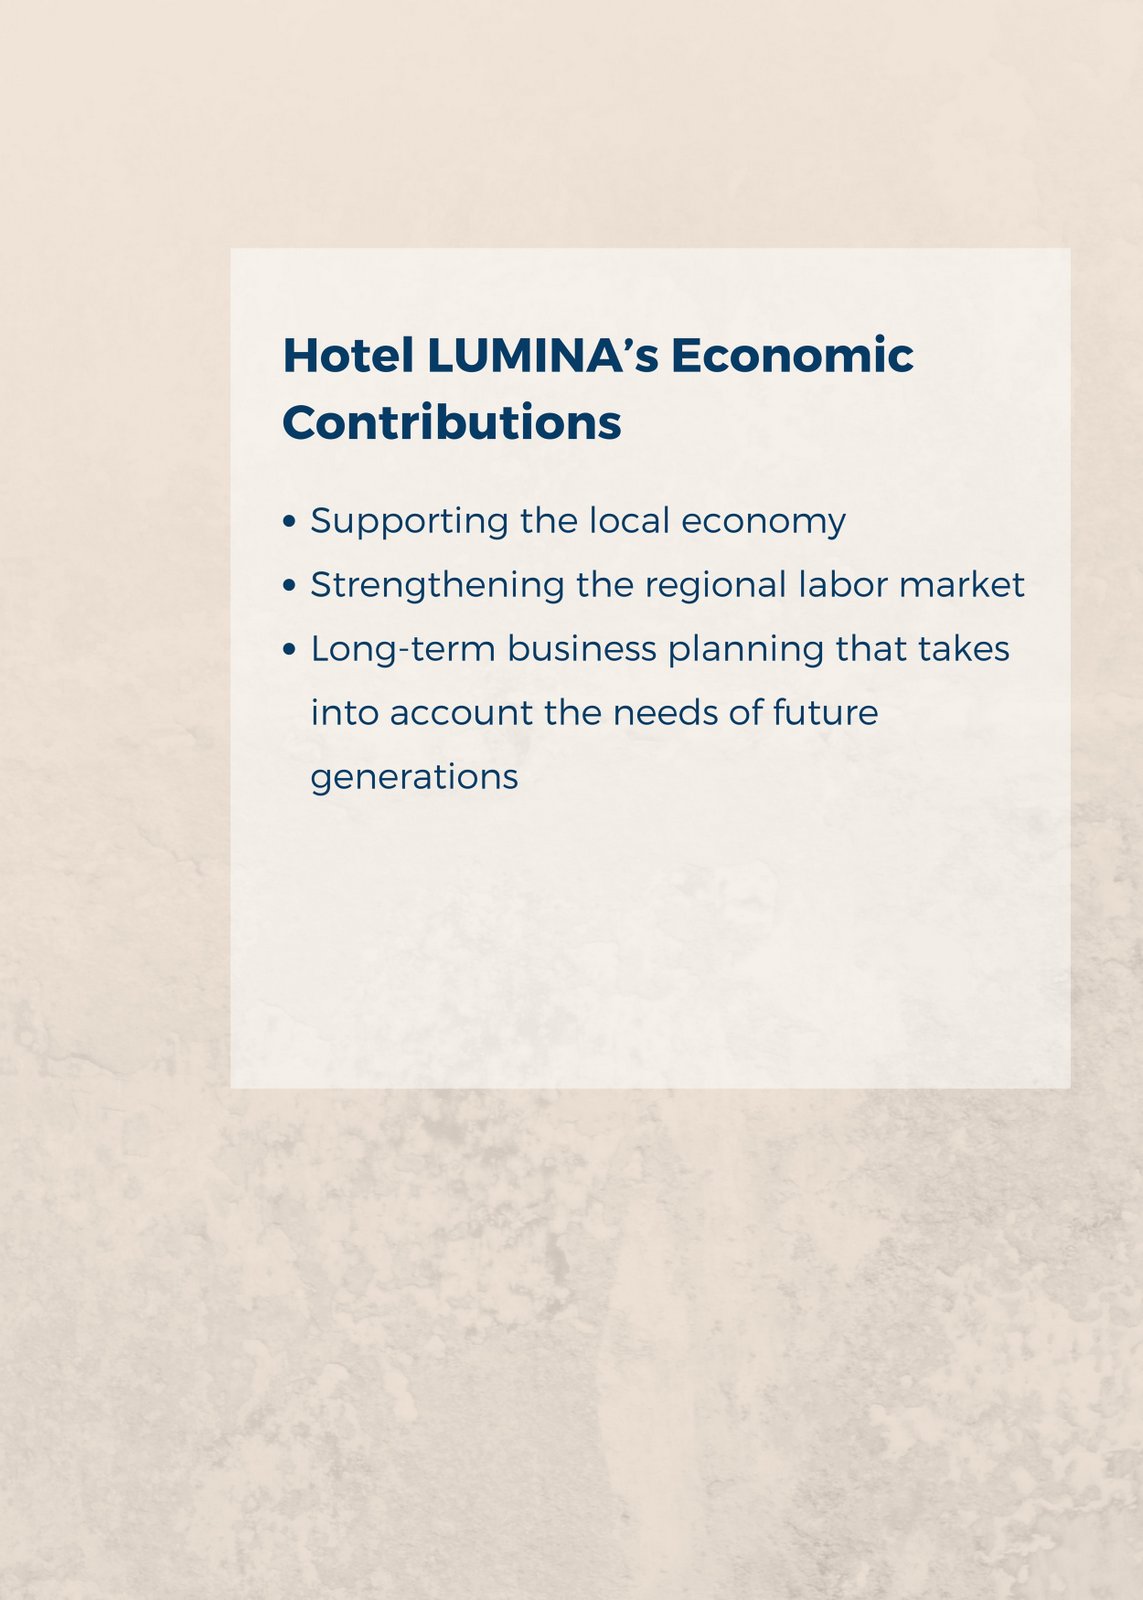 Hotel LUMINA’s Economic
Contributions
• Supporting the local economy
• Strengthening the regional labor market
• Long-term business planning that takes
into account the needs of future
generations